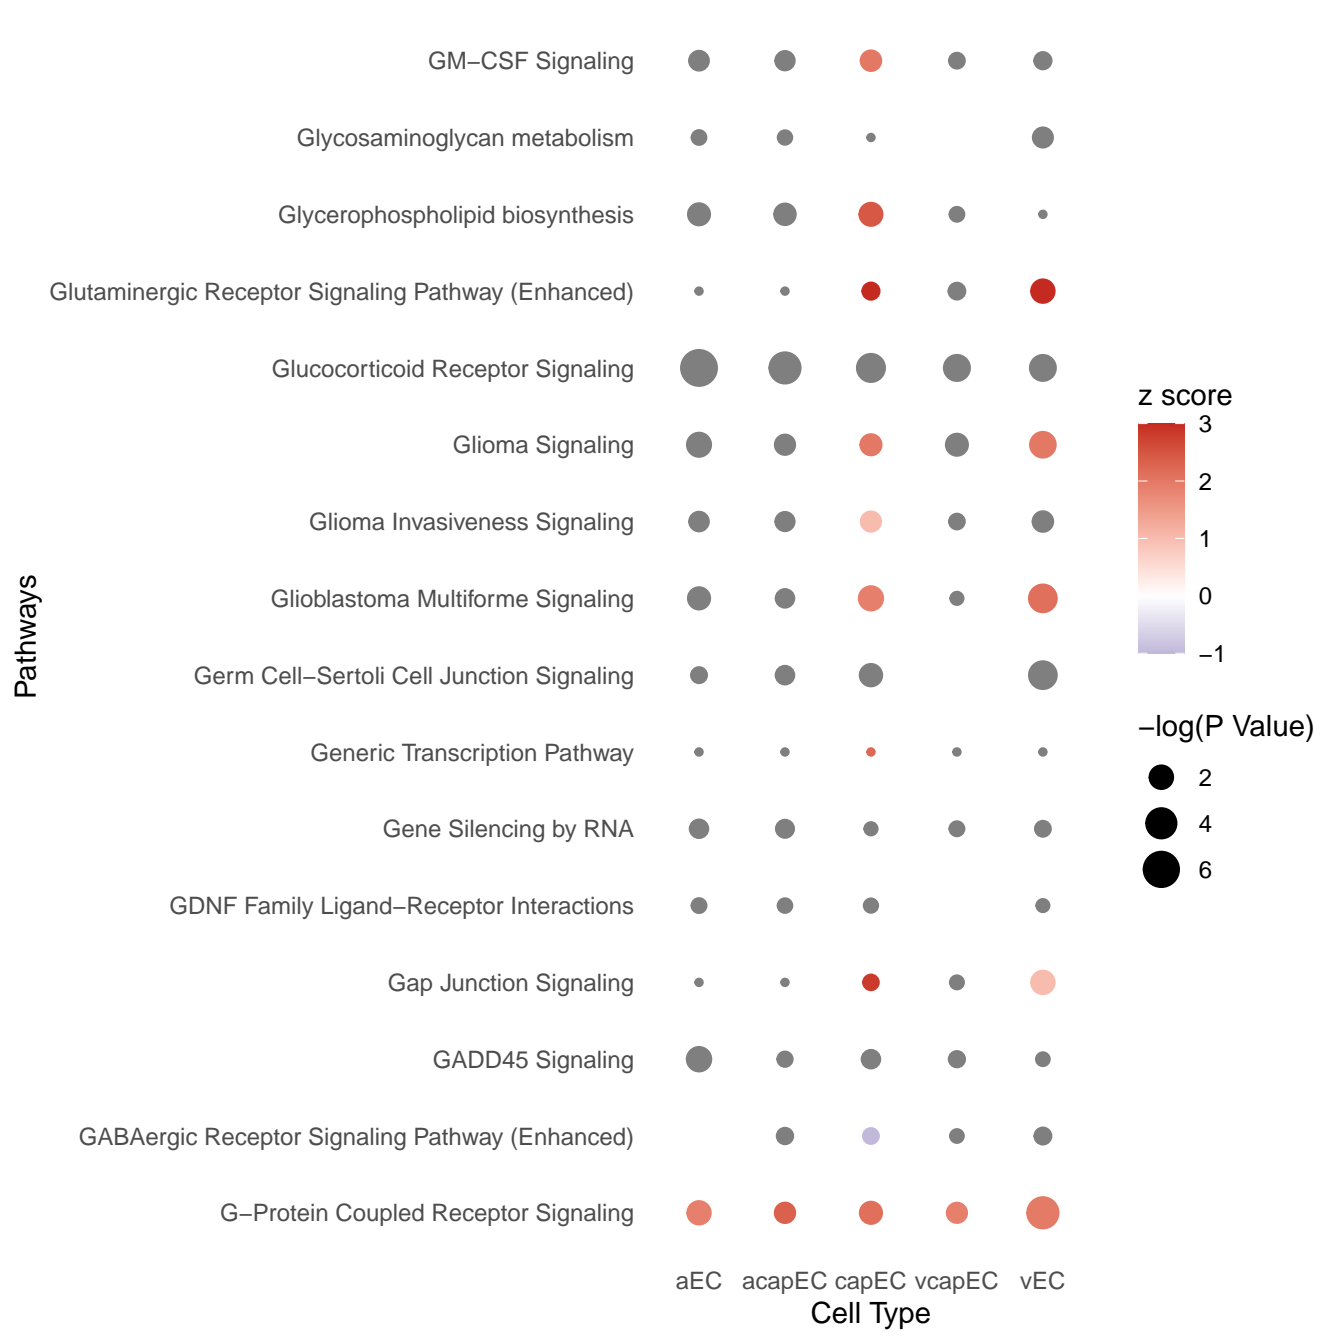 GM−CSF Signaling
Glycosaminoglycan metabolism
Glycerophospholipid biosynthesis
Glutaminergic Receptor Signaling Pathway (Enhanced)
Glucocorticoid Receptor Signaling
Glioma Signaling
Glioma Invasiveness Signaling
Glioblastoma Multiforme Signaling
Germ Cell−Sertoli Cell Junction Signaling
Generic Transcription Pathway
Gene Silencing by RNA
GDNF Family Ligand−Receptor Interactions
Gap Junction Signaling
GADD45 Signaling
GABAergic Receptor Signaling Pathway (Enhanced)
G−Protein Coupled Receptor Signaling
Pathways
aEC acapEC capEC vcapEC vEC
Cell Type
z score
3
2
1
0
−1
−log(P Value)
2
4
6